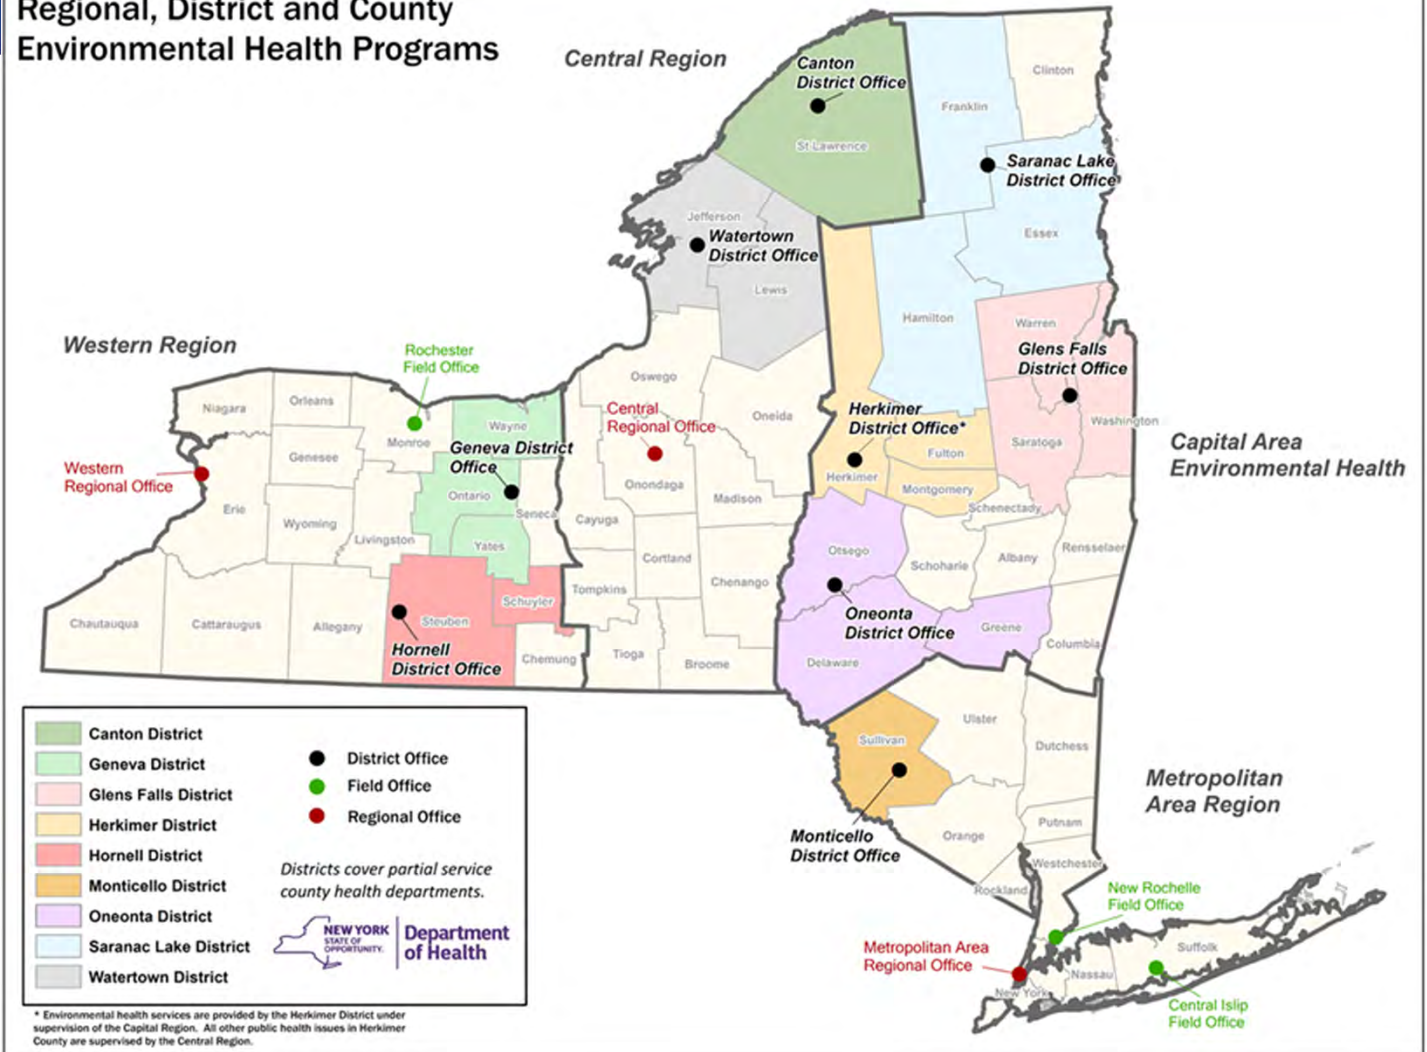 Regional, District and County
Environmental Health Programs
Central Region
Canton
District Office
St Lawrence
Franklin
Clinton
Saranac Lake
District Office
Essex
Jefferson
Watertown
District Office
Lewis
Hamilton
Warren
Glens Falls
District Office
Washington
Saratoga
Western Region
Rochester
Field Office
Niagara
Orleans
Monroe
Wayne
Oswego
Oneida
Central
Regional Office
Herkimer
District Office*
Fulton
Herkimer
Montgomery
Capital Area
Environmental Health
Western
Regional Office
Genesee
Geneva District
Office
Ontario
Seneca
Onondaga
Madison
Erie
Wyoming
Livingston
Yates
Cayuga
Cortland
Chenango
Otsego
Schenectady
Schoharie
Albany
Rensselaer
Chautauqua
Cattaraugus
Allegany
Steuben
Schuyler
Tompkins
Hornell
District Office
Chemung
Tioga
Broome
Oneonta
District Office
Delaware
Greene
Columbia
Sullivan
Ulster
Dutchess
Monticello
District Office
Orange
Putnam
Westchester
Rockland
Metropolitan
Area Region
New Rochelle
Field Office
Metropolitan Area
Regional Office
Suffolk
Nassau
New York
Central Islip
Field Office
Canton District
Geneva District
Glens Falls District
Herkimer District
Hornell District
Monticello District
Oneonta District
Saranac Lake District
Watertown District
District Office
Field Office
Regional Office
Districts cover partial service
county health departments.
NEW YORK
STATE OF
OPPORTUNITY.
Department
of Health
* Environmental health services are provided by the Herkimer District under
supervision of the Capital Region. All other public health issues in Herkimer
County are supervised by the Central Region.